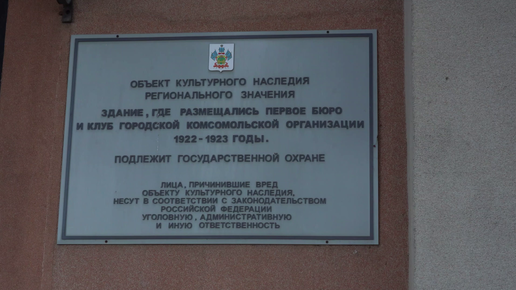 ОБЪЕКТ КУЛЬТУРНОГО НАСЛЕДИЯ
РЕГИОНАЛЬНОГО ЗНАЧЕНИЯ
ЗДАНИЕ, ГДЕ РАЗМЕЩАЛИСЬ ПЕРВОЕ БЮРО
И КЛУБ ГОРОДСКОЙ КОМСОМОЛЬСКОЙ ОРГАНИЗАЦИИ
1922-1923 ГОДЫ.
ПОДЛЕЖИТ ГОСУДАРСТВЕННОЙ ОХРАНЕ
ЛИЦА, ПРИЧИНИВШИЕ ВРЕД
ОБЪЕКТУ КУЛЬТУРНОГО НАСЛЕДИЯ,
НЕСУТ В СООТВЕТСТВИИ С ЗАКОНОДАТЕЛЬСТВОМ
РОССИЙСКОЙ ФЕДЕРАЦИИ
УГОЛОВНУЮ, АДМИНИСТРАТИВНУЮ
И ИНУЮ ОТВЕТСТВЕННОСТЬ.